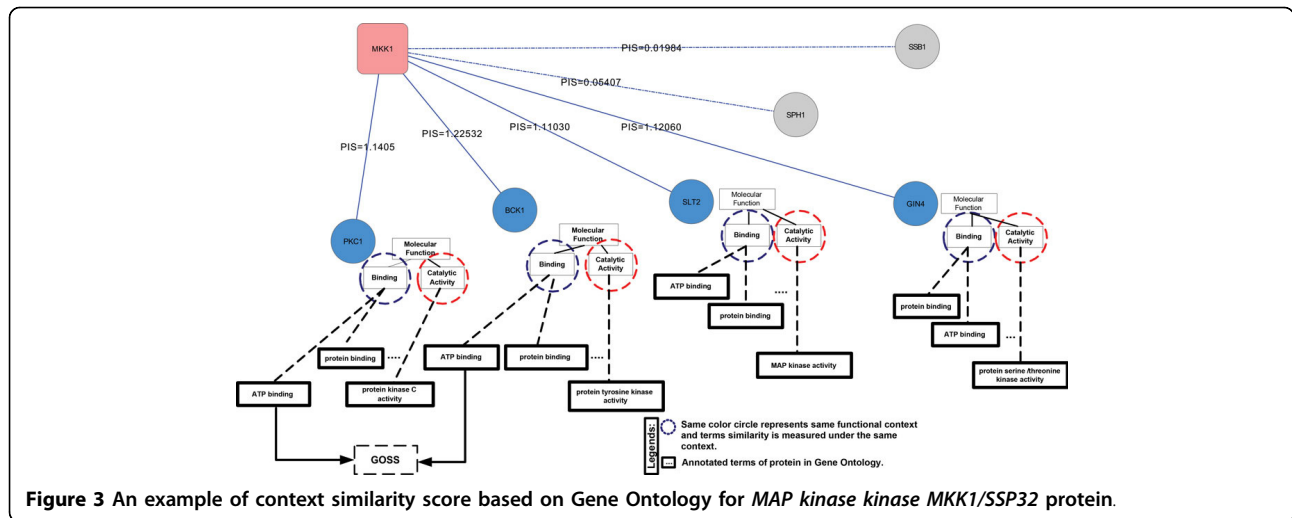 MKK1
PIS=0.01984
SSB1
PIS=0.05407
SPH1
PIS=1.1405
PIS=1.22532
PIS=1.11030
PIS=1.12060
PKC1
BCK1
SLT2
GIN4
Molecular
Function
Binding
Catalytic
Activity
protein binding
....
ATP binding
protein kinase C
activity
Molecular
Function
Binding
Catalytic
Activity
ATP binding
protein binding
....
protein tyrosine kinase
activity
Molecular
Function
Binding
Catalytic
Activity
ATP binding
....
protein binding
MAP kinase activity
Molecular
Function
Binding
Catalytic
Activity
protein binding
ATP binding
...
protein serine /threonine
kinase activity
GOSS
Legends:
Same color circle represents same functional context
and terms similarity is measured under the same
context.
... Annotated terms of protein in Gene Ontology.
Figure 3 An example of context similarity score based on Gene Ontology for MAP kinase kinase MKK1/SSP32 protein.